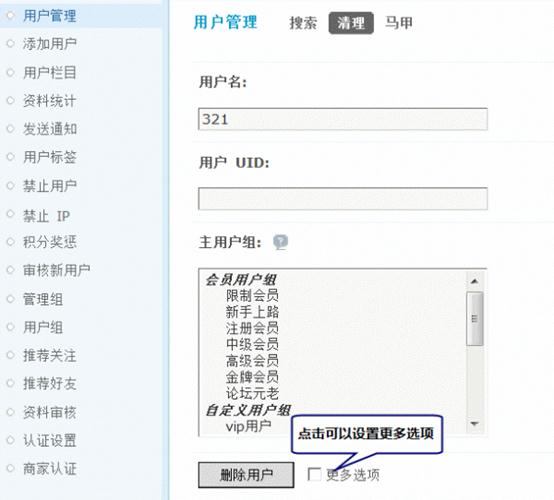 用户管理
添加用户
用户栏目
资料统计
发送通知
用户标签
禁止用户
禁止 IP
积分奖惩
审核新用户
管理组
用户组
推荐关注
推荐好友
资料审核
认证设置
商家认证
用户管理 搜索 清理 马甲
用户名:
321
用户 UID:
主用户组: ?
会员用户组
限制会员
新手上路
注册会员
中级会员
高级会员
金牌会员
论坛元老
自定义用户组
vip用户
点击可以设置更多选项
删除用户 更多选项